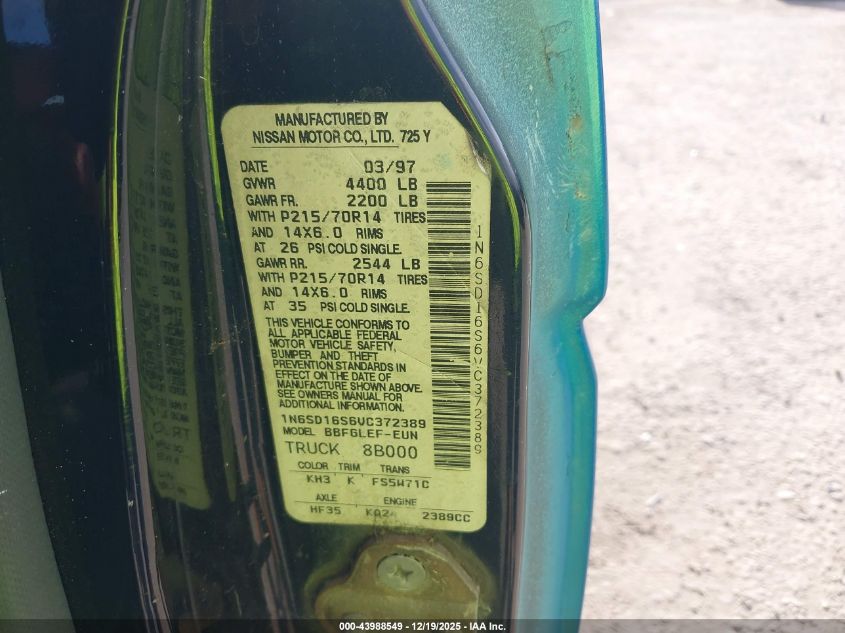 MANUFACTURED BY
NISSAN MOTOR CO., LTD. 725 Y
DATE 03/97
GVWR 4400 LB
GAWR FR. 2200 LB
WITH P215/70R14 TIRES
AND 14X6.0 RIMS
AT 26 PSI COLD SINGLE.
GAWR RR. 2544 LB
WITH P215/70R14 TIRES
AND 14X6.0 RIMS
AT 35 PSI COLD SINGLE.
THIS VEHICLE CONFORMS TO
ALL APPLICABLE FEDERAL
MOTOR VEHICLE SAFETY,
BUMPER AND THEFT
PREVENTION STANDARDS IN
EFFECT ON THE DATE OF
MANUFACTURE SHOWN ABOVE.
SEE OWNERS MANUAL FOR
ADDITIONAL INFORMATION.
1N6SD16S6VC372389
MODEL BBFGLEF-EUN
TRUCK 8B000
COLOR TRIM TRANS
KH3 K FS5W71C
AXLE ENGINE
HF35 KA24 2389CC
1N6SD16S6VC372389
000-43988549 - 12/19/2025 - IAA Inc.